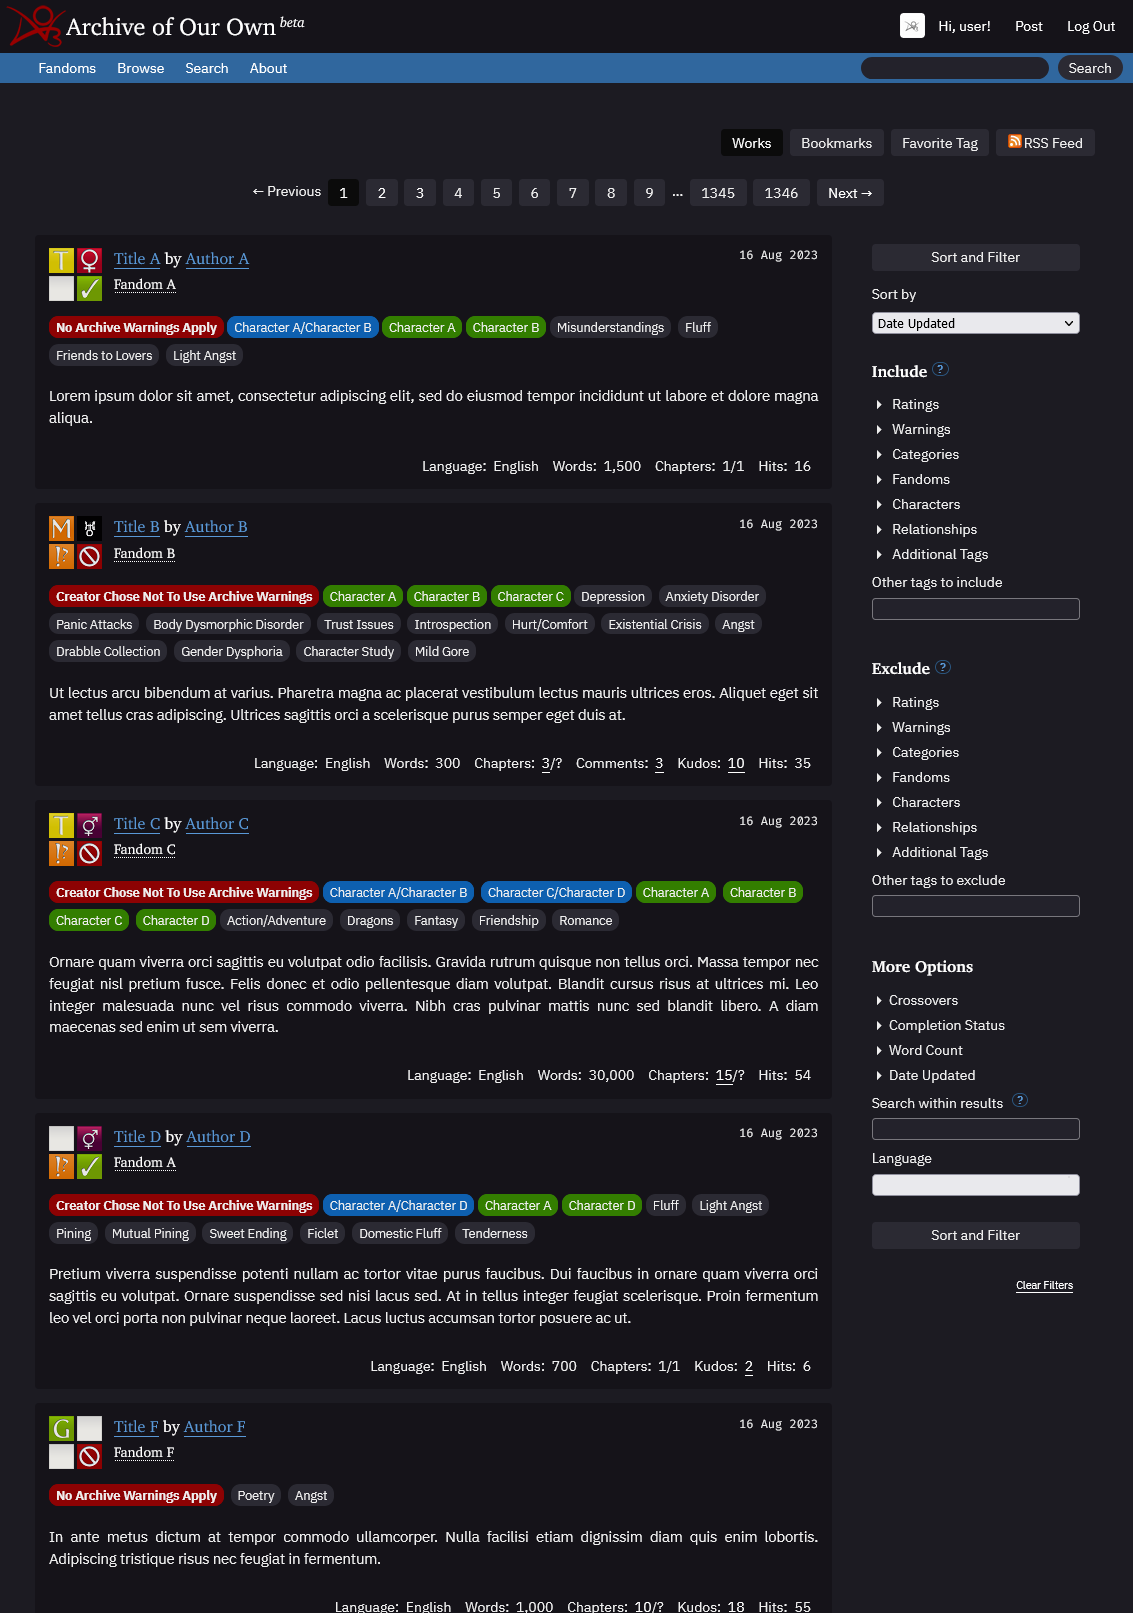 Archive of Our Own beta
Hi, user! Post Log Out
Fandoms Browse Search About Search
Works Bookmarks Favorite Tag RSS Feed
← Previous 1 2 3 4 5 6 7 8 9 … 1345 1346 Next →
T Title A by Author A 16 Aug 2023
Fandom A
No Archive Warnings Apply Character A/Character B Character A Character B Misunderstandings Fluff
Friends to Lovers Light Angst
Lorem ipsum dolor sit amet, consectetur adipiscing elit, sed do eiusmod tempor incididunt ut labore et dolore magna
aliqua.
Language: English Words: 1,500 Chapters: 1/1 Hits: 16
M Title B by Author B 16 Aug 2023
!? Fandom B
Creator Chose Not To Use Archive Warnings Character A Character B Character C Depression Anxiety Disorder
Panic Attacks Body Dysmorphic Disorder Trust Issues Introspection Hurt/Comfort Existential Crisis Angst
Drabble Collection Gender Dysphoria Character Study Mild Gore
Ut lectus arcu bibendum at varius. Pharetra magna ac placerat vestibulum lectus mauris ultrices eros. Aliquet eget sit
amet tellus cras adipiscing. Ultrices sagittis orci a scelerisque purus semper eget duis at.
Language: English Words: 300 Chapters: 3/? Comments: 3 Kudos: 10 Hits: 35
T Title C by Author C 16 Aug 2023
!? Fandom C
Creator Chose Not To Use Archive Warnings Character A/Character B Character C/Character D Character A Character B
Character C Character D Action/Adventure Dragons Fantasy Friendship Romance
Ornare quam viverra orci sagittis eu volutpat odio facilisis. Gravida rutrum quisque non tellus orci. Massa tempor nec
feugiat nisl pretium fusce. Felis donec et odio pellentesque diam volutpat. Blandit cursus risus at ultrices mi. Leo
integer malesuada nunc vel risus commodo viverra. Nibh cras pulvinar mattis nunc sed blandit libero. A diam
maecenas sed enim ut sem viverra.
Language: English Words: 30,000 Chapters: 15/? Hits: 54
Title D by Author D 16 Aug 2023
!? Fandom A
Creator Chose Not To Use Archive Warnings Character A/Character D Character A Character D Fluff Light Angst
Pining Mutual Pining Sweet Ending Ficlet Domestic Fluff Tenderness
Pretium viverra suspendisse potenti nullam ac tortor vitae purus faucibus. Dui faucibus in ornare quam viverra orci
sagittis eu volutpat. Ornare suspendisse sed nisi lacus sed. At in tellus integer feugiat scelerisque. Proin fermentum
leo vel orci porta non pulvinar neque laoreet. Lacus luctus accumsan tortor posuere ac ut.
Language: English Words: 700 Chapters: 1/1 Kudos: 2 Hits: 6
G Title F by Author F 16 Aug 2023
Fandom F
No Archive Warnings Apply Poetry Angst
In ante metus dictum at tempor commodo ullamcorper. Nulla facilisi etiam dignissim diam quis enim lobortis.
Adipiscing tristique risus nec feugiat in fermentum.
Language: English Words: 1,000 Chapters: 10/? Kudos: 18 Hits: 55
Sort and Filter
Sort by
Date Updated
Include ?
Ratings
Warnings
Categories
Fandoms
Characters
Relationships
Additional Tags
Other tags to include
Exclude ?
Ratings
Warnings
Categories
Fandoms
Characters
Relationships
Additional Tags
Other tags to exclude
More Options
Crossovers
Completion Status
Word Count
Date Updated
Search within results ?
Language
Sort and Filter
Clear Filters